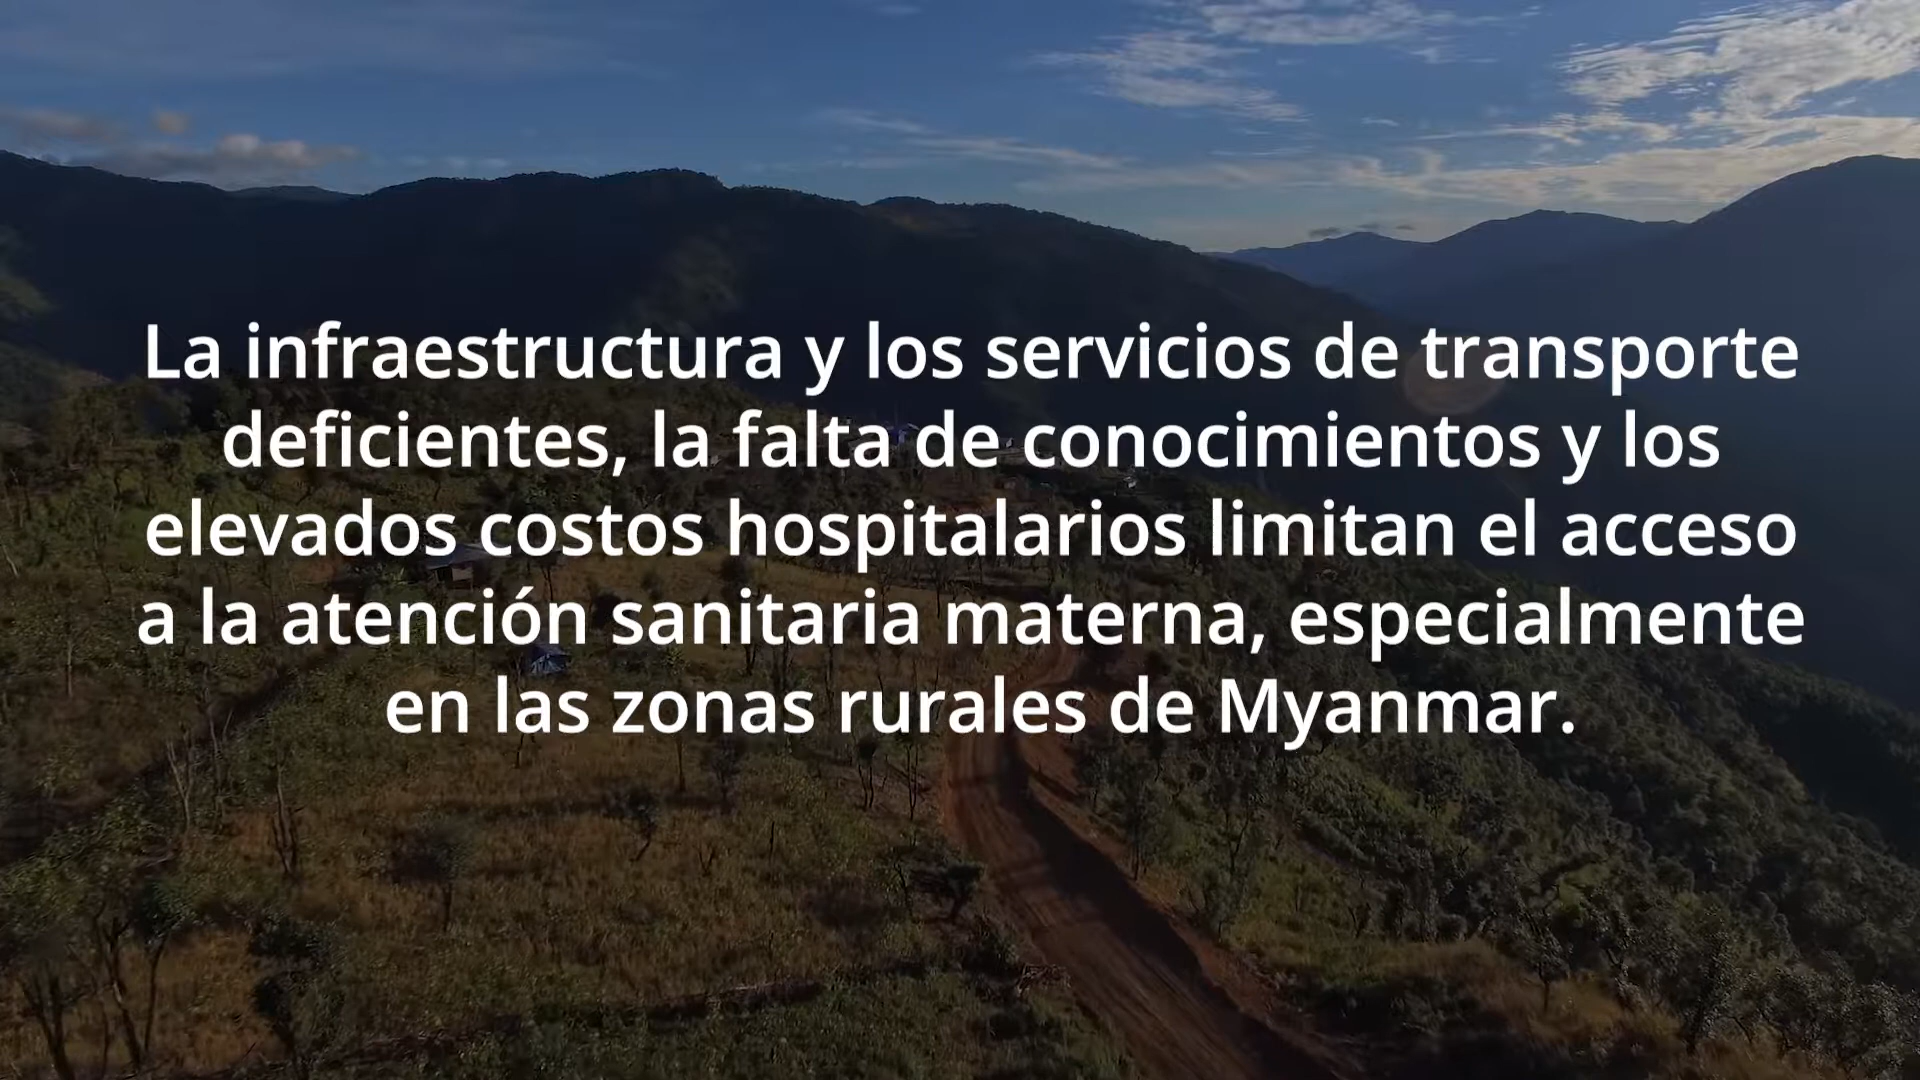 La infraestructura y los servicios de transporte
deficientes, la falta de conocimientos y los
elevados costos hospitalarios limitan el acceso
a la atención sanitaria materna, especialmente
en las zonas rurales de Myanmar.